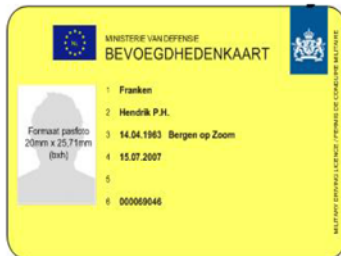 NL
MINISTERIE VAN DEFENSIE
BEVOEGDHEDENKAART
1 Franken
2 Hendrik P.H.
3 14.04.1963 Bergen op Zoom
4 15.07.2007
5
6 000069046
Formaat pasfoto
20mm x 25,71mm
(bxh)
MILITARY DRIVING LICENCE / PERMIS DE CONDUIRE MILITAIRE